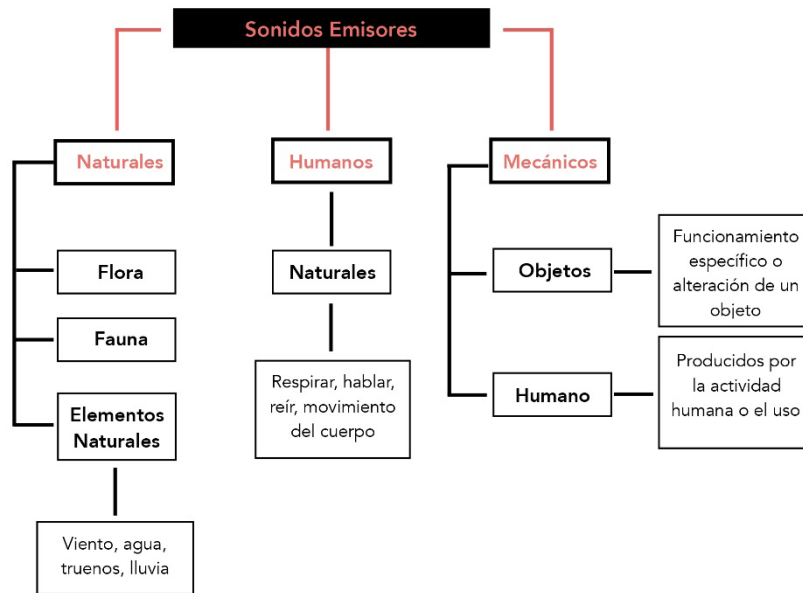 Sonidos Emisores
Naturales
Flora
Fauna
Elementos
Naturales
Viento, agua,
truenos, lluvia
Humanos
Naturales
Respirar, hablar,
reír, movimiento
del cuerpo
Mecánicos
Objetos
Funcionamiento
específico o
alteración de un
objeto
Humano
Producidos por
la actividad
humana o el uso